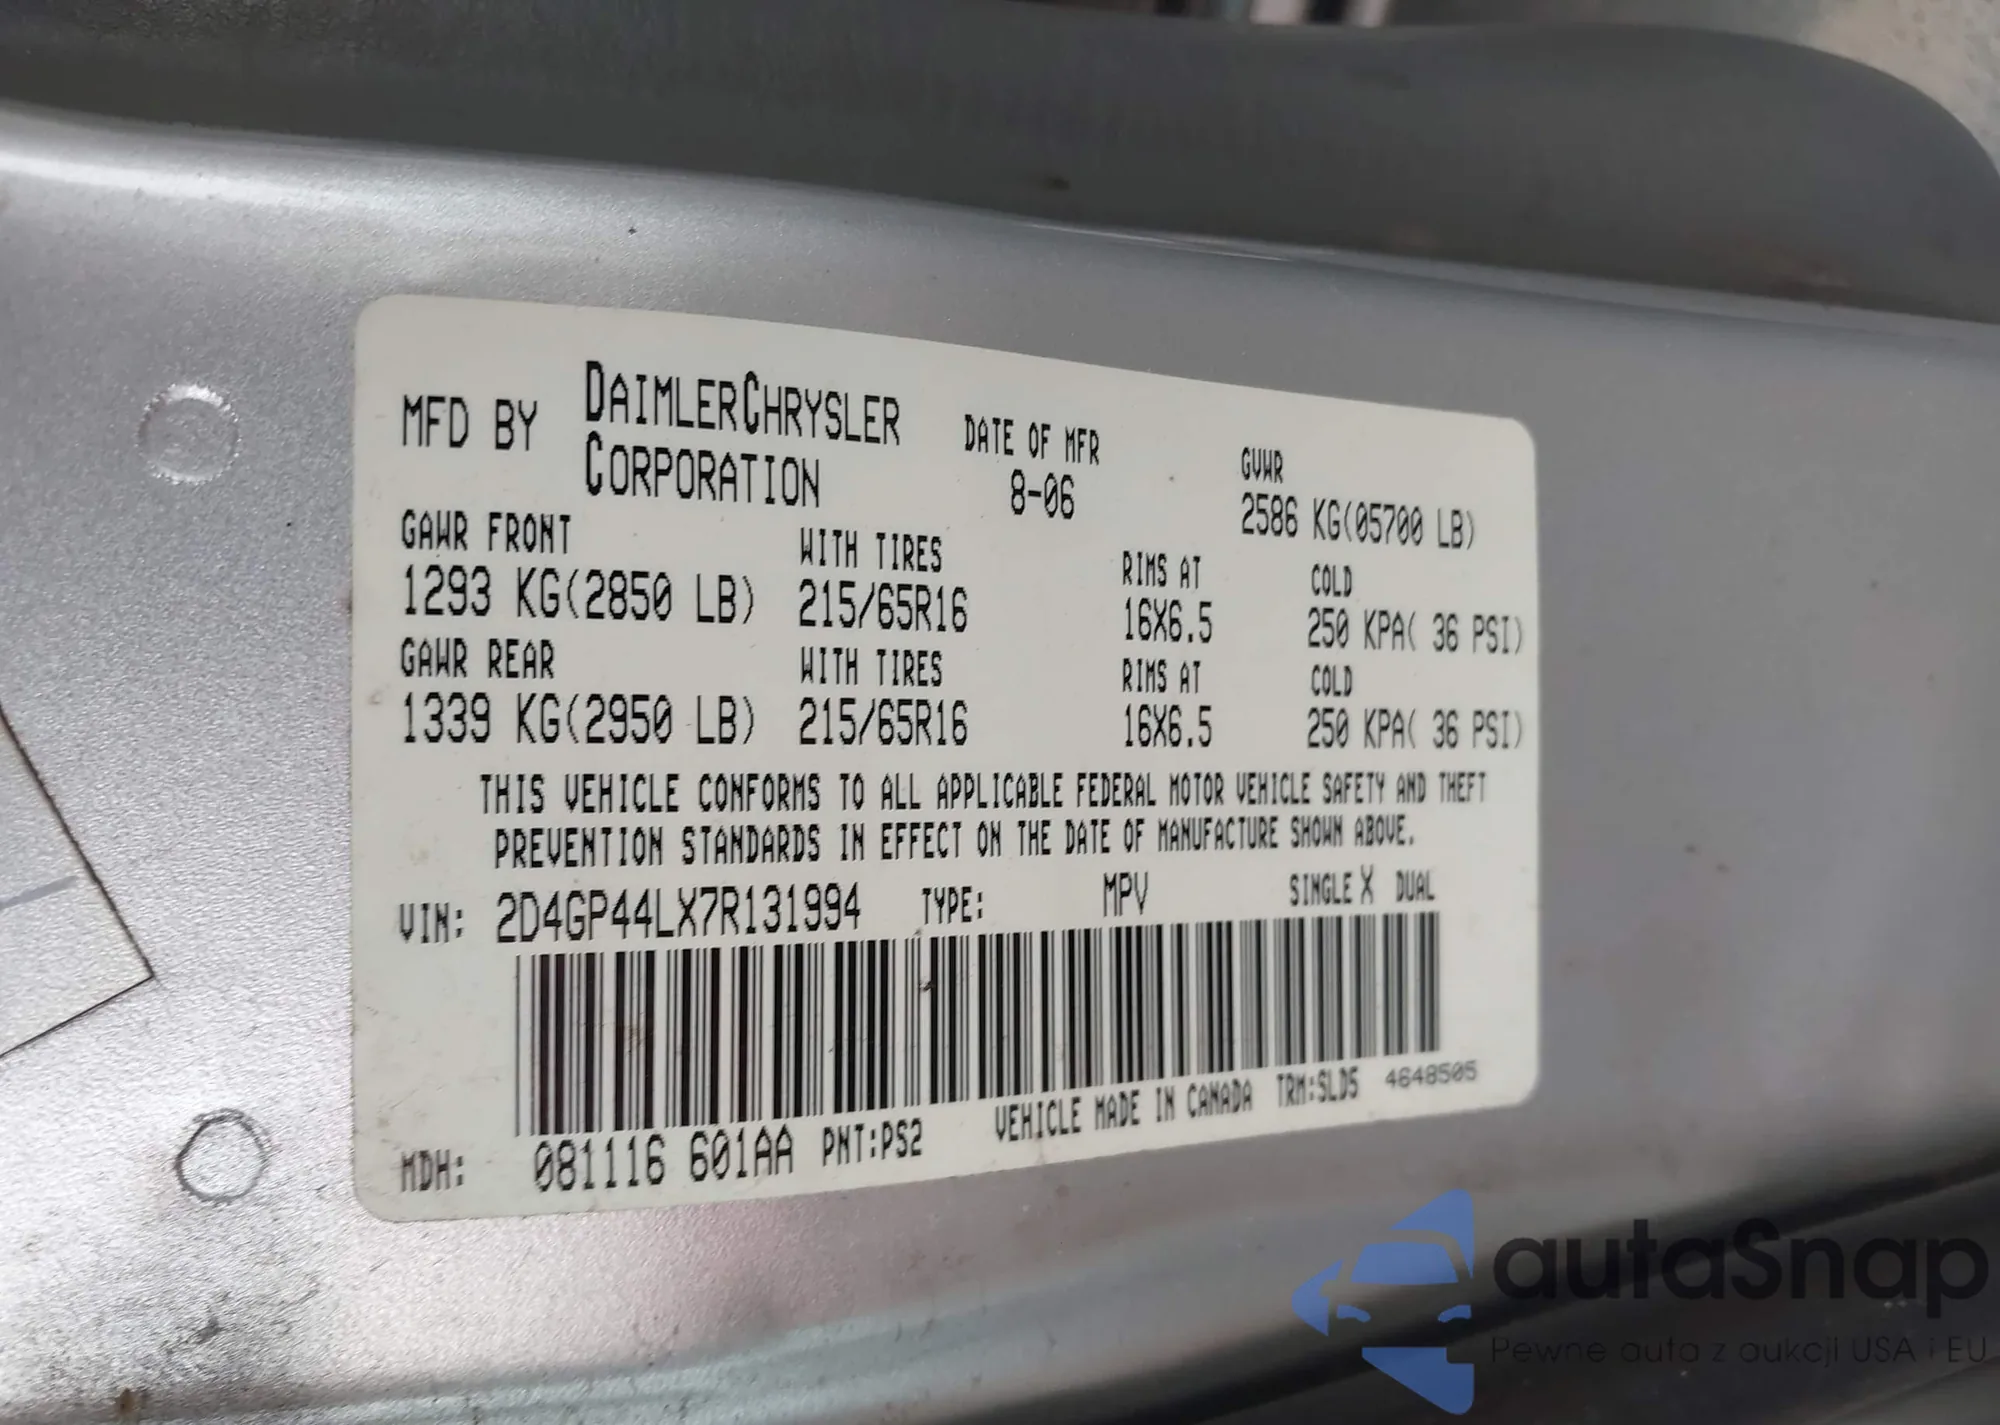 MFD BY DAIMLERCHRYSLER CORPORATION
DATE OF MFR
8-06
GVWR
2586 KG(05700 LB)
GAWR FRONT WITH TIRES RIMS AT COLD
1293 KG(2850 LB) 215/65R16 16X6.5 250 KPA( 36 PSI)
GAWR REAR WITH TIRES RIMS AT COLD
1339 KG(2950 LB) 215/65R16 16X6.5 250 KPA( 36 PSI)
THIS VEHICLE CONFORMS TO ALL APPLICABLE FEDERAL MOTOR VEHICLE SAFETY AND THEFT
PREVENTION STANDARDS IN EFFECT ON THE DATE OF MANUFACTURE SHOWN ABOVE.
VIN: 2D4GP44LX7R131994 TYPE: MPV SINGLE X DUAL
MDH: 081116 601AA PNT:PS2 VEHICLE MADE IN CANADA TRM:SLD5 4648505
autaSnap
Pewne auta z aukcji USA i EU